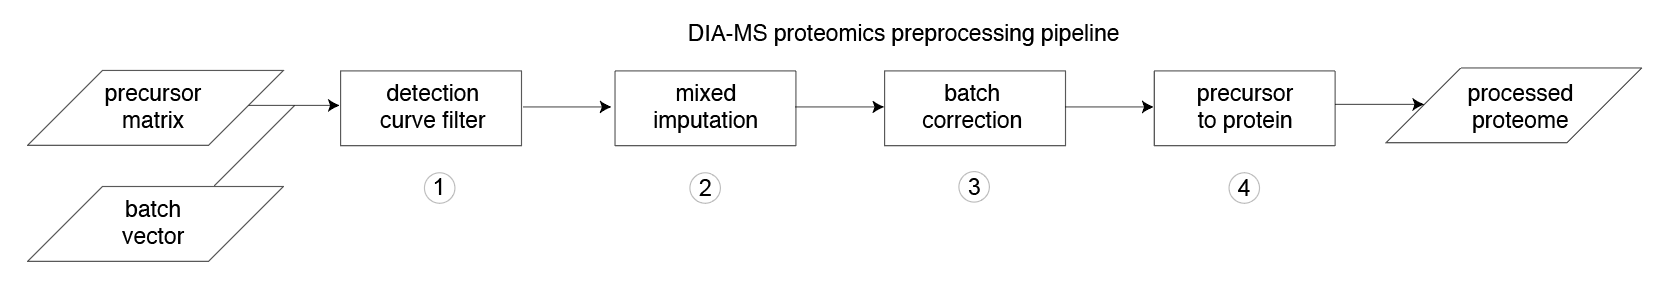 DIA-MS proteomics preprocessing pipeline
precursor
matrix
detection
curve filter
mixed
imputation
batch
correction
precursor
to protein
processed
proteome
batch
vector
1
2
3
4